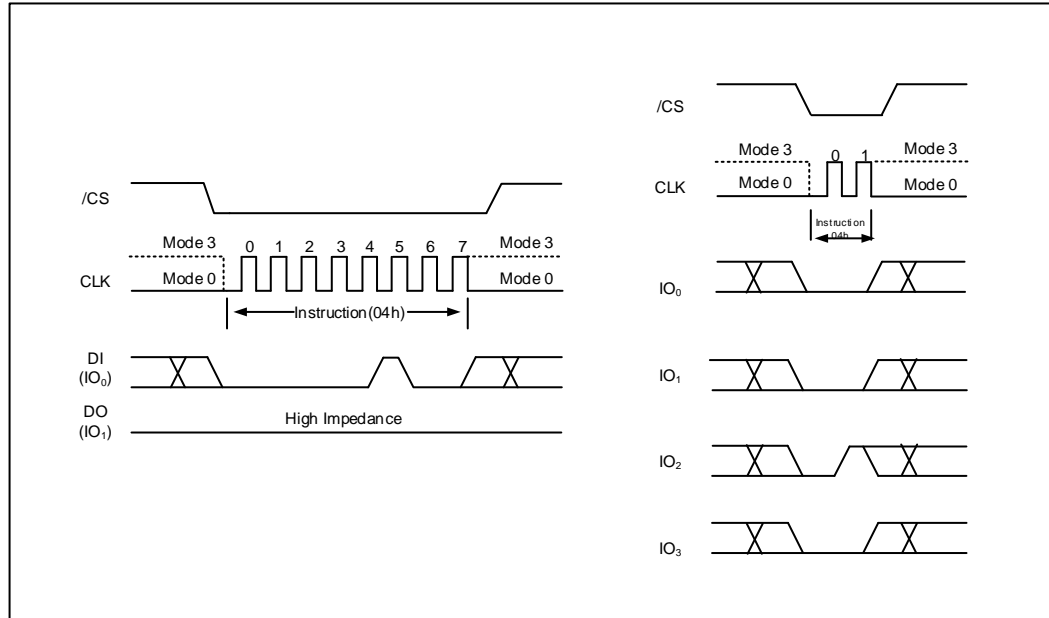 /CS
Mode 3 0 1 2 3 4 5 6 7 Mode 3
CLK Mode 0 Mode 0
Instruction(04h)
DI
(IO₀)
DO
(IO₁)
High Impedance
/CS
Mode 3 0 1 Mode 3
CLK Mode 0 Mode 0
Instruction
04h
IO₀
IO₁
IO₂
IO₃